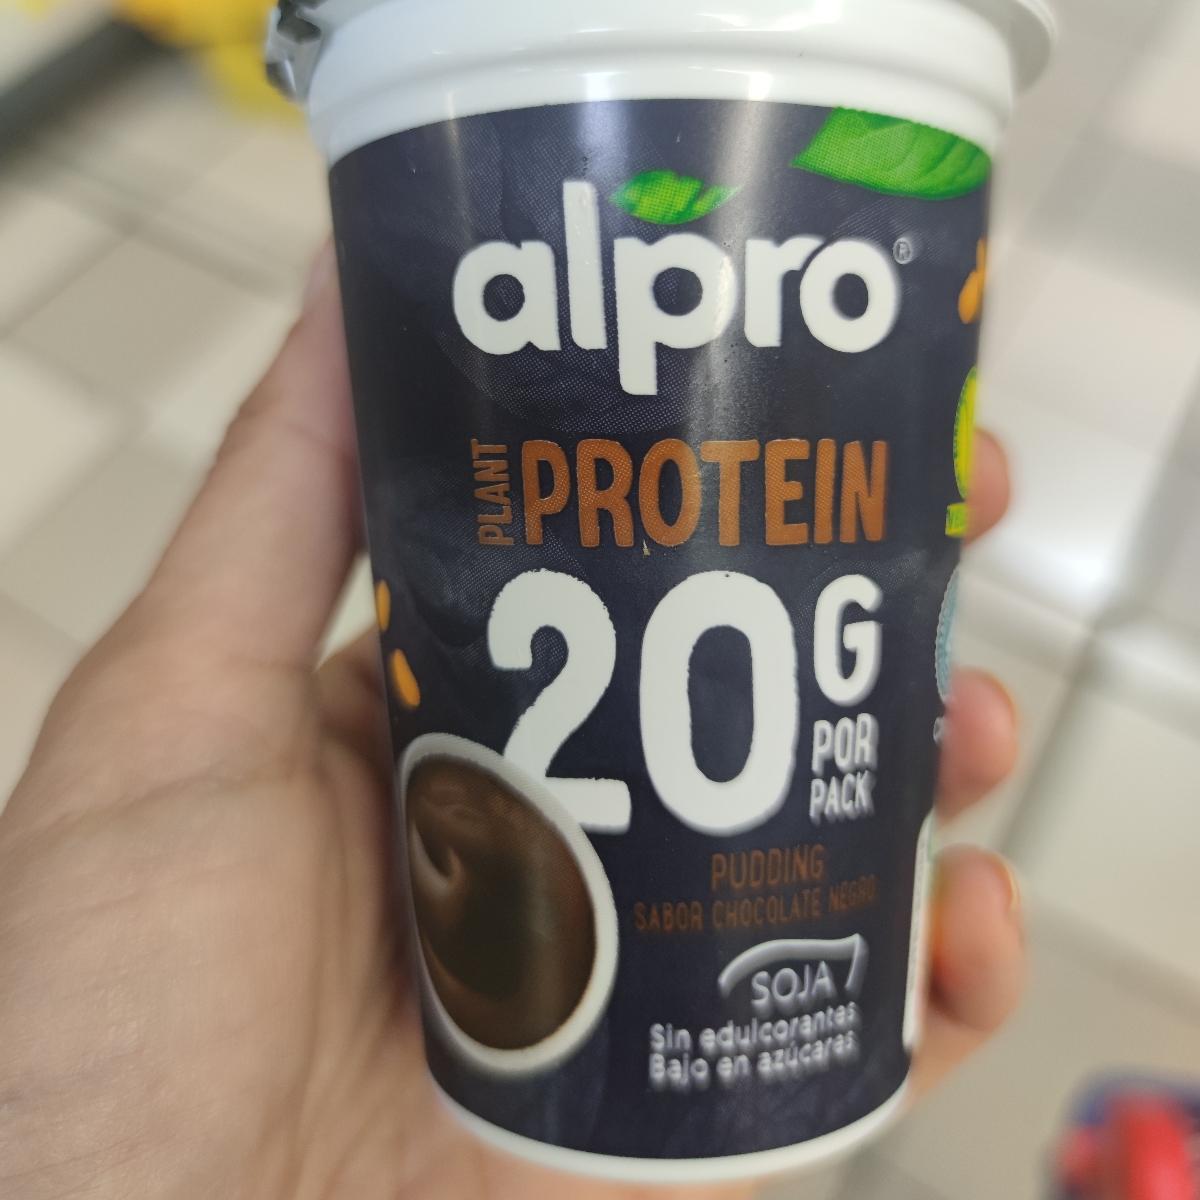 alpro®
PLANT PROTEIN
20G
POR
PACK
PUDDING
SABOR CHOCOLATE NEGRO
SOJA
Sin edulcorantes
Bajo en azúcares